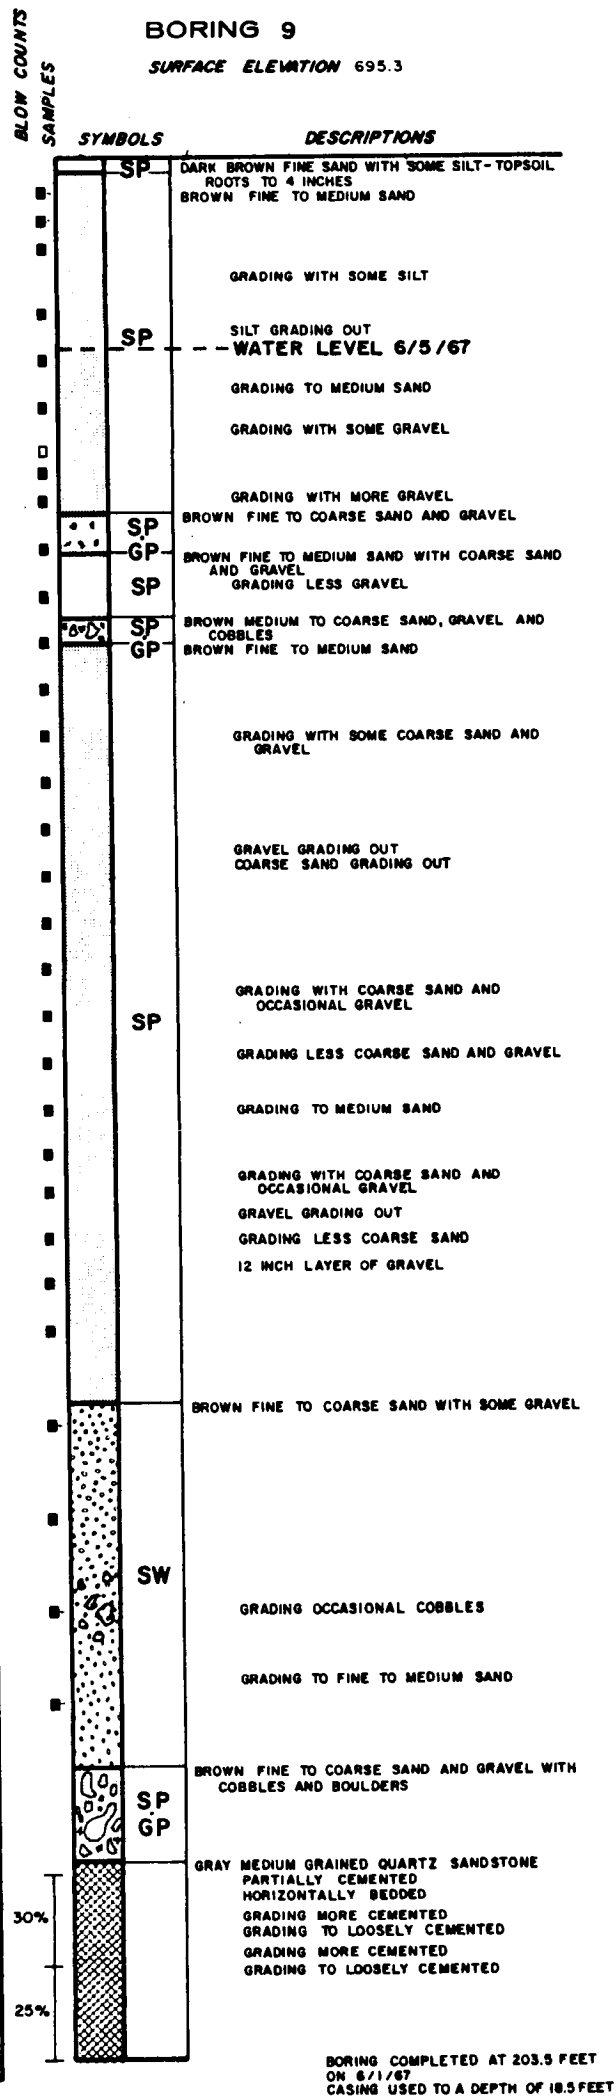 BORING 9
SURFACE ELEVATION 695.3
BLOW COUNTS
SAMPLES
SYMBOLS DESCRIPTIONS
SP DARK BROWN FINE SAND WITH SOME SILT-TOPSOIL
ROOTS TO 4 INCHES
BROWN FINE TO MEDIUM SAND
GRADING WITH SOME SILT
SILT GRADING OUT
SP
WATER LEVEL 6/5/67
GRADING TO MEDIUM SAND
GRADING WITH SOME GRAVEL
GRADING WITH MORE GRAVEL
BROWN FINE TO COARSE SAND AND GRAVEL
SP
GP BROWN FINE TO MEDIUM SAND WITH COARSE SAND
AND GRAVEL
SP GRADING LESS GRAVEL
SP BROWN MEDIUM TO COARSE SAND, GRAVEL AND
COBBLES
GP BROWN FINE TO MEDIUM SAND
GRADING WITH SOME COARSE SAND AND
GRAVEL
GRAVEL GRADING OUT
COARSE SAND GRADING OUT
GRADING WITH COARSE SAND AND
OCCASIONAL GRAVEL
SP
GRADING LESS COARSE SAND AND GRAVEL
GRADING TO MEDIUM SAND
GRADING WITH COARSE SAND AND
OCCASIONAL GRAVEL
GRAVEL GRADING OUT
GRADING LESS COARSE SAND
12 INCH LAYER OF GRAVEL
BROWN FINE TO COARSE SAND WITH SOME GRAVEL
SW
GRADING OCCASIONAL COBBLES
GRADING TO FINE TO MEDIUM SAND
BROWN FINE TO COARSE SAND AND GRAVEL WITH
COBBLES AND BOULDERS
SP
GP
GRAY MEDIUM GRAINED QUARTZ SANDSTONE
PARTIALLY CEMENTED
HORIZONTALLY BEDDED
30% GRADING MORE CEMENTED
GRADING TO LOOSELY CEMENTED
GRADING MORE CEMENTED
GRADING TO LOOSELY CEMENTED
25%
BORING COMPLETED AT 203.5 FEET
ON 6/1/67
CASING USED TO A DEPTH OF 18.5 FEET